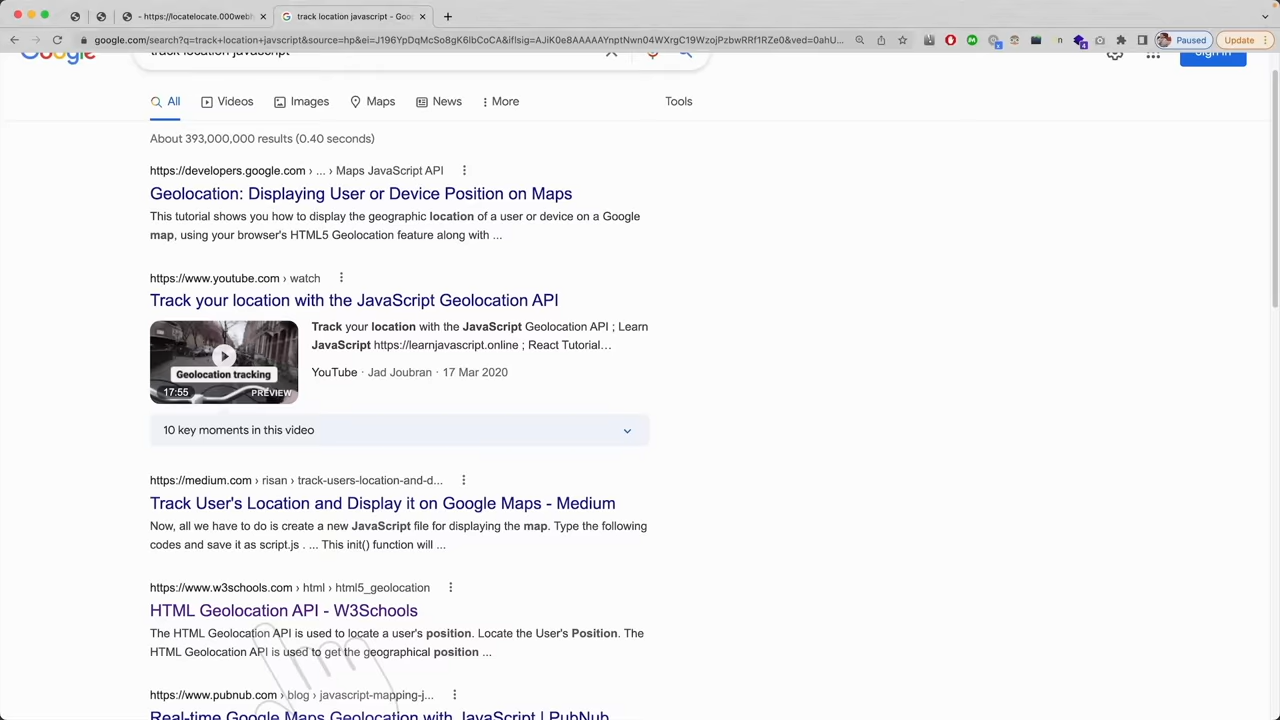 - https://locatelocate.000webh
track location javascript - Goo
google.com/search?q=track+location+javscript&source=hp&ei=J196YpDqMcSo8gK6lbCoCA&iflsig=AJiK0e8AAAAAYnptNwn04WXrgC19WzojPzbwRRf1RZe0&ved=0ahU...
Paused
Update
Google
track location javascript
Sign in
All
Videos
Images
Maps
News
More
Tools
About 393,000,000 results (0.40 seconds)
https://developers.google.com › ... › Maps JavaScript API
Geolocation: Displaying User or Device Position on Maps
This tutorial shows you how to display the geographic location of a user or device on a Google
map, using your browser's HTML5 Geolocation feature along with ...
https://www.youtube.com › watch
Track your location with the JavaScript Geolocation API
Geolocation tracking
17:55
PREVIEW
Track your location with the JavaScript Geolocation API ; Learn
JavaScript https://learnjavascript.online ; React Tutorial...
YouTube · Jad Joubran · 17 Mar 2020
10 key moments in this video
https://medium.com › risan › track-users-location-and-d...
Track User's Location and Display it on Google Maps - Medium
Now, all we have to do is create a new JavaScript file for displaying the map. Type the following
codes and save it as script.js . ... This init() function will ...
https://www.w3schools.com › html › html5_geolocation
HTML Geolocation API - W3Schools
The HTML Geolocation API is used to locate a user's position. Locate the User's Position. The
HTML Geolocation API is used to get the geographical position ...
https://www.pubnub.com › blog › javascript-mapping-j...
Real-time Google Maps Geolocation with JavaScript | PubNub